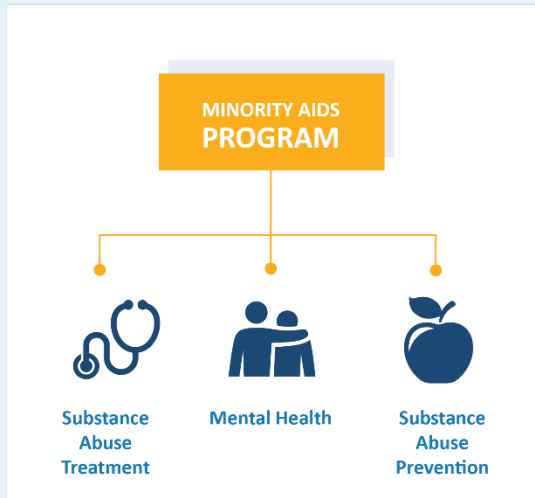 MINORITY AIDS
PROGRAM
Substance
Abuse
Treatment
Mental Health
Substance
Abuse
Prevention